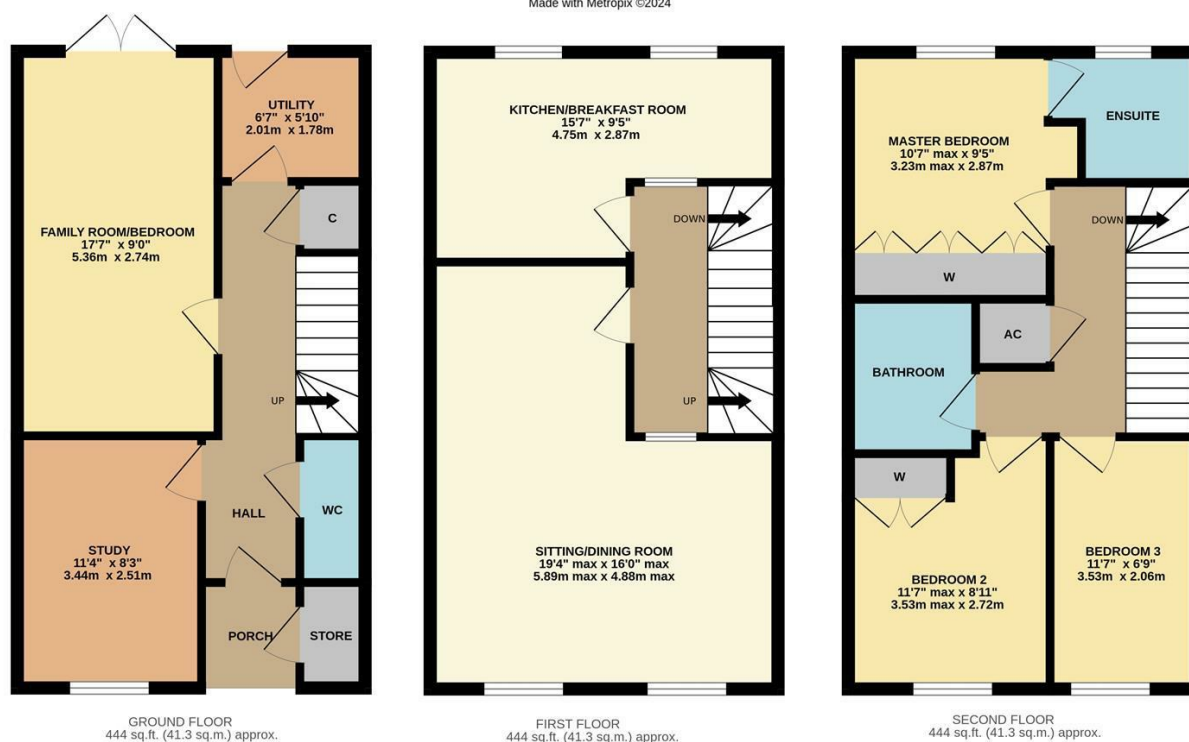 Made with Metropix ©2024
UTILITY
6'7" x 5'10"
2.01m x 1.78m
C
FAMILY ROOM/BEDROOM
17'7" x 9'0"
5.36m x 2.74m
UP
HALL
WC
STUDY
11'4" x 8'3"
3.44m x 2.51m
PORCH
STORE
GROUND FLOOR
444 sq.ft. (41.3 sq.m.) approx.
KITCHEN/BREAKFAST ROOM
15'7" x 9'5"
4.75m x 2.87m
DOWN
UP
SITTING/DINING ROOM
19'4" max x 16'0" max
5.89m max x 4.88m max
FIRST FLOOR
444 sq.ft. (41.3 sq.m.) approx.
ENSUITE
MASTER BEDROOM
10'7" max x 9'5"
3.23m max x 2.87m
DOWN
W
AC
BATHROOM
W
BEDROOM 2
11'7" max x 8'11"
3.53m max x 2.72m
BEDROOM 3
11'7" x 6'9"
3.53m x 2.06m
SECOND FLOOR
444 sq.ft. (41.3 sq.m.) approx.